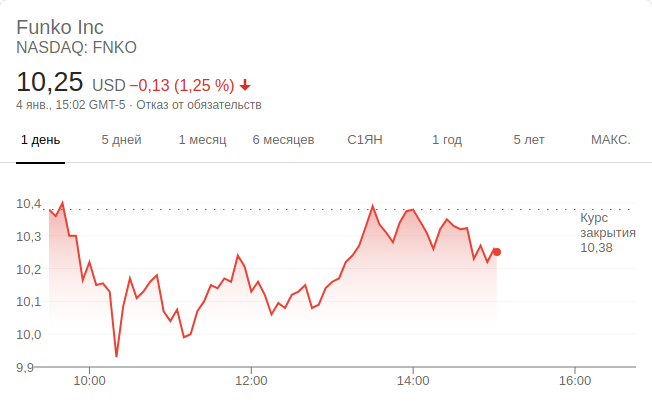 Funko Inc
NASDAQ: FNKO
10,25 USD −0,13 (1,25 %)
4 янв., 15:02 GMT-5 · Отказ от обязательств
1 день 5 дней 1 месяц 6 месяцев С1ЯН 1 год 5 лет МАКС.
10,4
Курс
закрытия
10,38
10,3
10,2
10,1
10,0
9,9
10:00 12:00 14:00 16:00